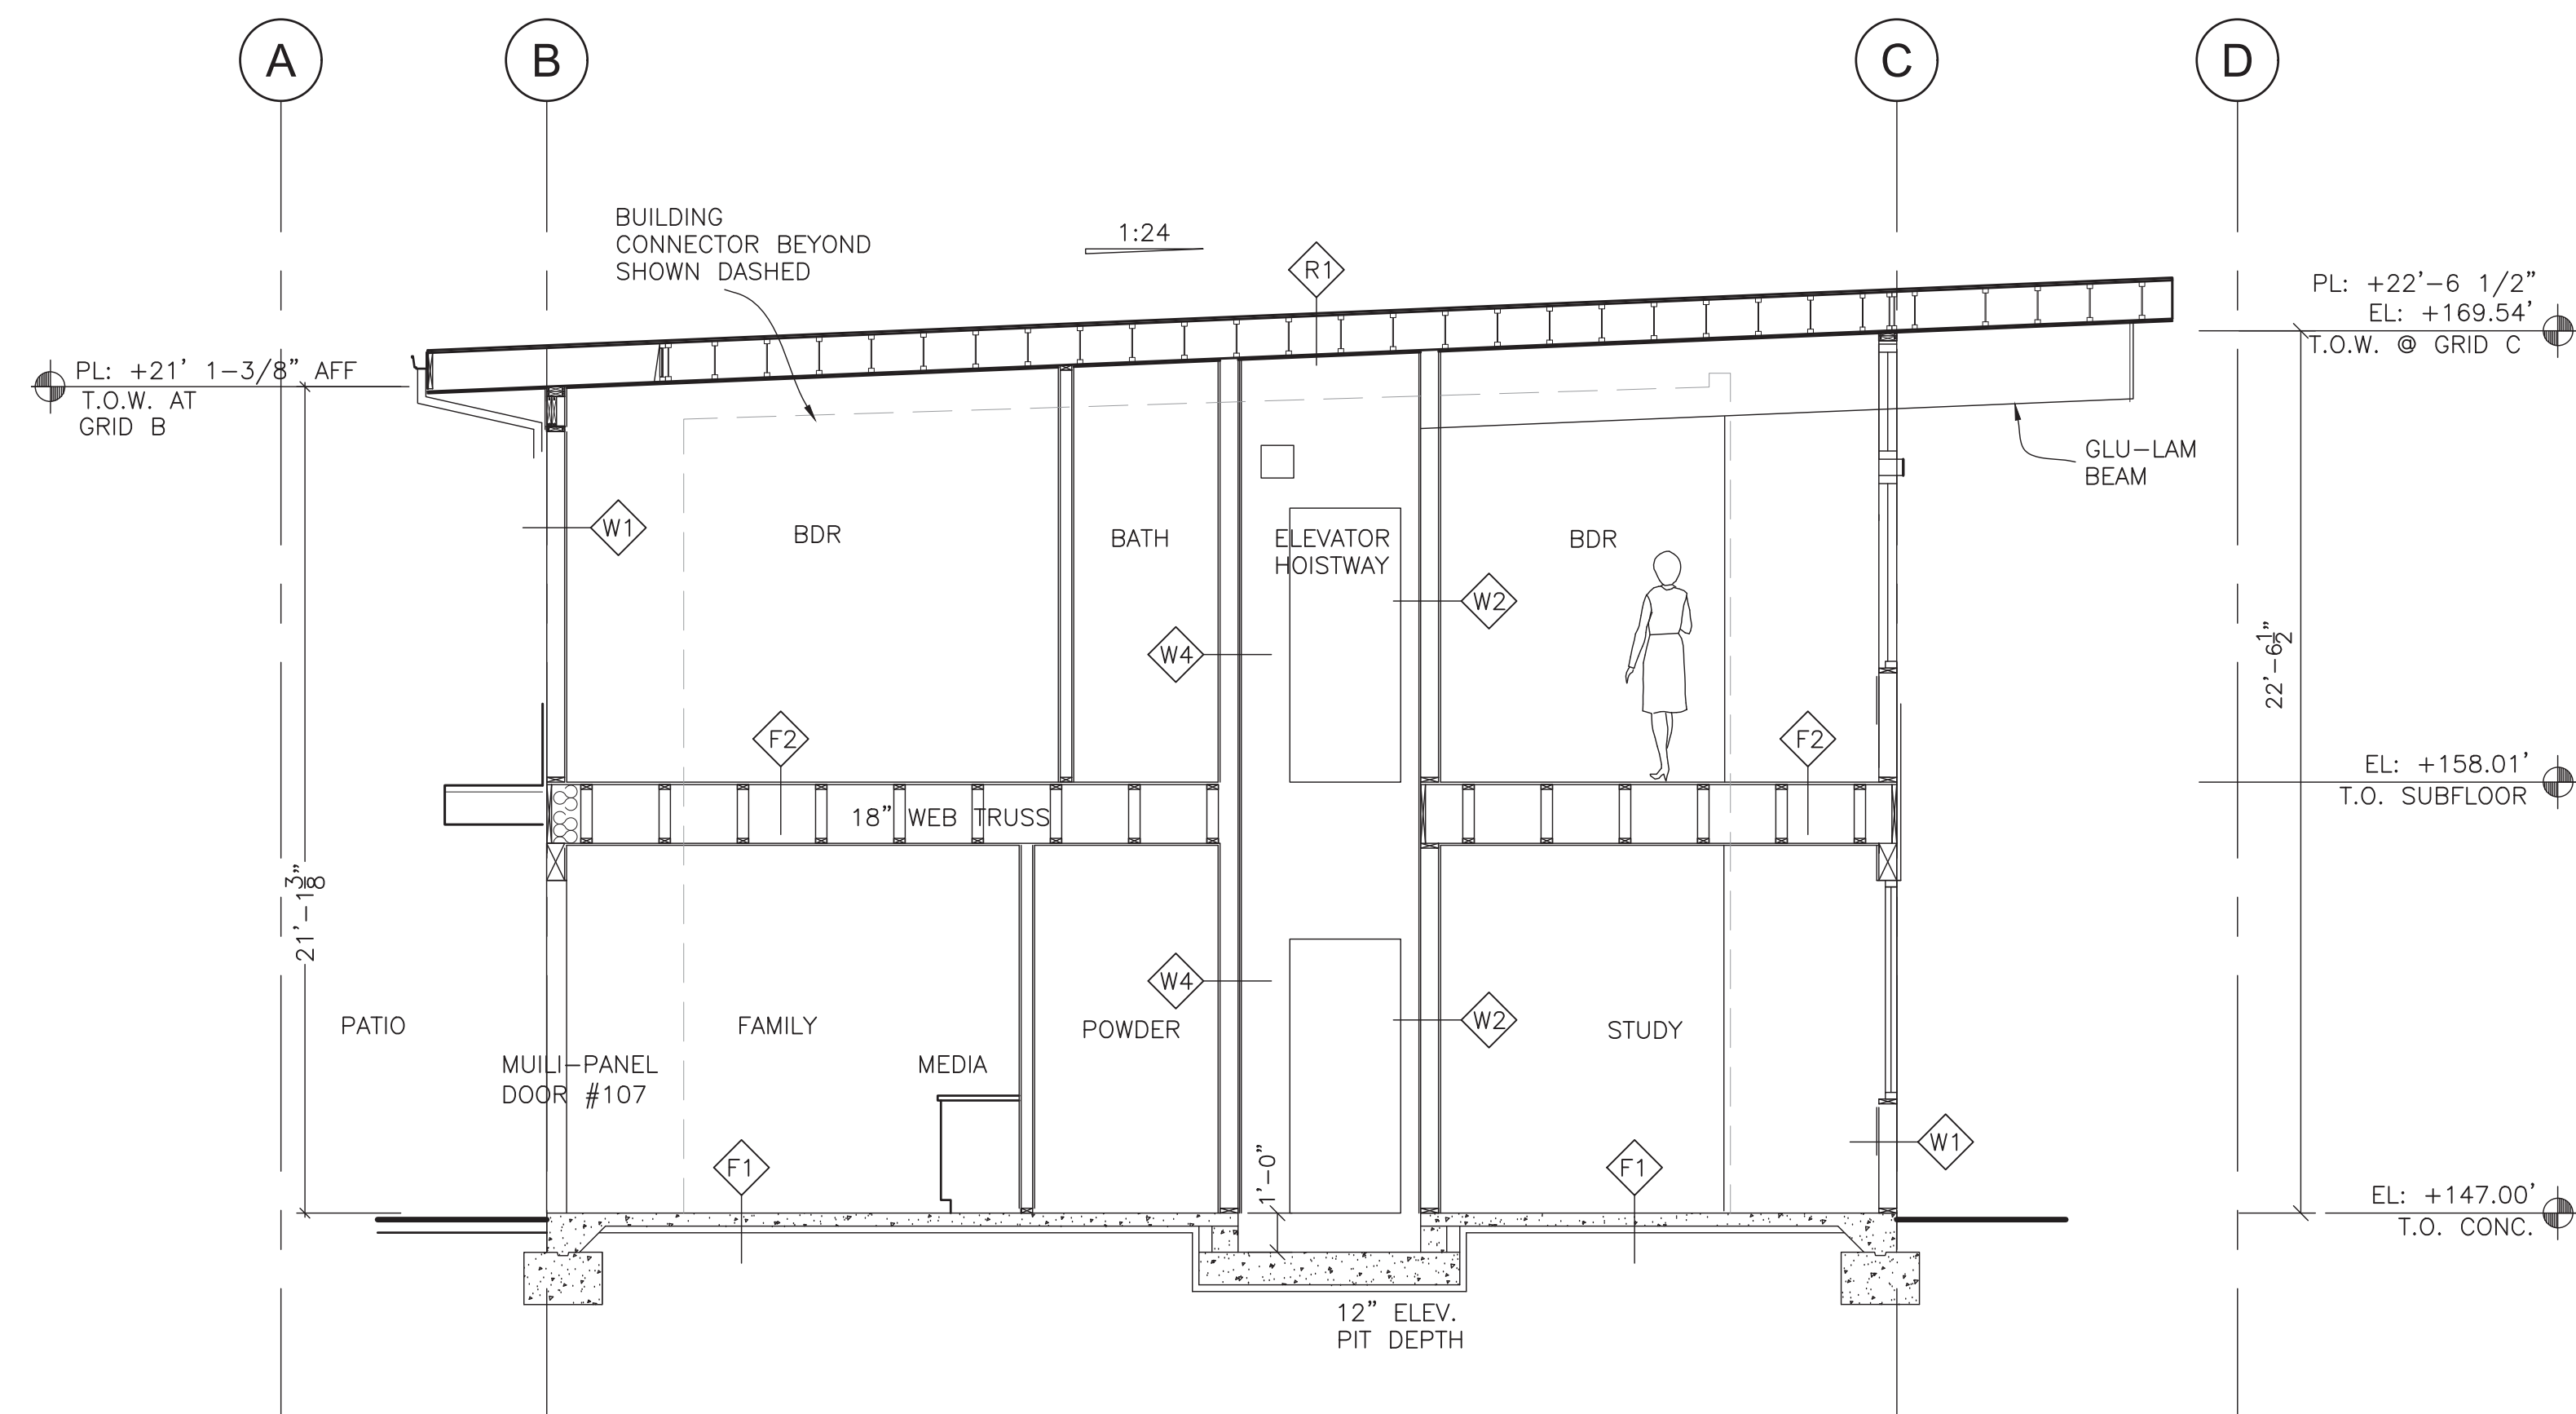 A
B
C
D
BUILDING
CONNECTOR BEYOND
SHOWN DASHED
1:24
R1
PL: +22'-6 1/2"
EL: +169.54'
T.O.W. @ GRID C
PL: +21' 1-3/8" AFF
T.O.W. AT
GRID B
GLU-LAM
BEAM
W1
BDR
BATH
ELEVATOR
HOISTWAY
BDR
W2
W4
22'-6 1/2"
F2
F2
EL: +158.01'
T.O. SUBFLOOR
18" WEB TRUSS
21'-1 3/8"
W4
W2
PATIO
FAMILY
POWDER
STUDY
MUILI-PANEL
DOOR #107
MEDIA
W1
F1
1'-0"
F1
EL: +147.00'
T.O. CONC.
12" ELEV.
PIT DEPTH